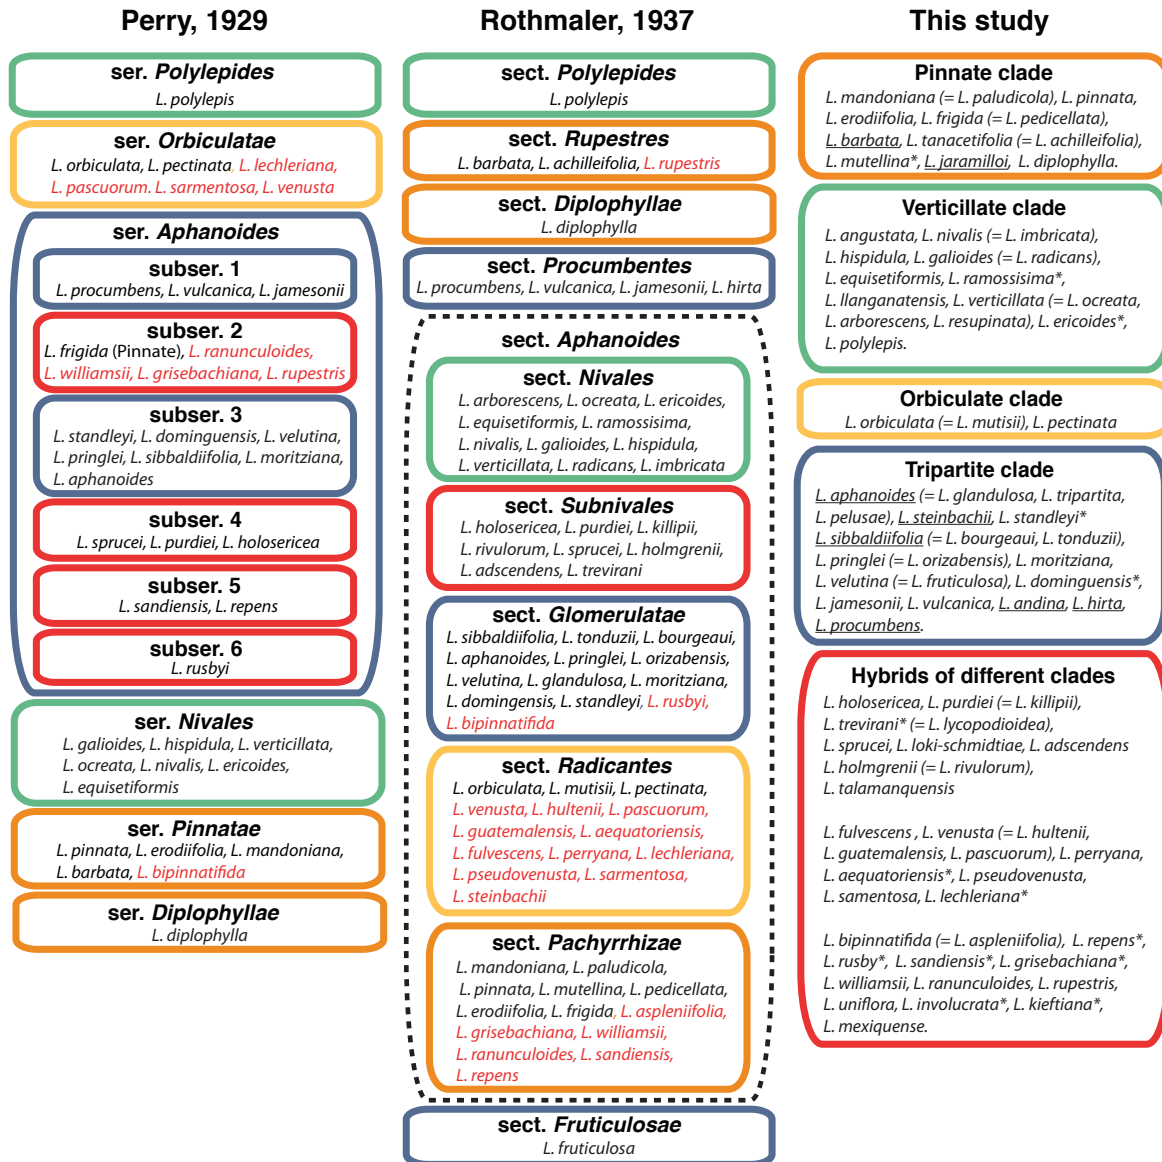 Perry, 1929
ser. Polylepides
L. polylepis
ser. Orbiculatae
L. orbiculata, L. pectinata, L. lechleriana,
L. pascuorum. L. sarmentosa, L. venusta
ser. Aphanoides
subser. 1
L. procumbens, L. vulcanica, L. jamesonii
subser. 2
L. frigida (Pinnate), L. ranunculoides,
L. williamsii, L. grisebachiana, L. rupestris
subser. 3
L. standleyi, L. dominguensis, L. velutina,
L. pringlei, L. sibbaldiifolia, L. moritziana,
L. aphanoides
subser. 4
L. sprucei, L. purdiei, L. holosericea
subser. 5
L. sandiensis, L. repens
subser. 6
L. rusbyi
ser. Nivales
L. galioides, L. hispidula, L. verticillata,
L. ocreata, L. nivalis, L. ericoides,
L. equisetiformis
ser. Pinnatae
L. pinnata, L. erodiifolia, L. mandoniana,
L. barbata, L. bipinnatifida
ser. Diplophyllae
L. diplophylla
Rothmaler, 1937
sect. Polylepides
L. polylepis
sect. Rupestres
L. barbata, L. achilleifolia, L. rupestris
sect. Diplophyllae
L. diplophylla
sect. Procumbentes
L. procumbens, L. vulcanica, L. jamesonii, L. hirta
sect. Aphanoides
sect. Nivales
L. arborescens, L. ocreata, L. ericoides,
L. equisetiformis, L. ramossisima,
L. nivalis, L. galioides, L. hispidula,
L. verticillata, L. radicans, L. imbricata
sect. Subnivales
L. holosericea, L. purdiei, L. killipii,
L. rivulorum, L. sprucei, L. holmgrenii,
L. adscendens, L. trevirani
sect. Glomerulatae
L. sibbaldiifolia, L. tonduzii, L. bourgeaui,
L. aphanoides, L. pringlei, L. orizabensis,
L. velutina, L. glandulosa, L. moritziana,
L. domingensis, L. standleyi, L. rusbyi,
L. bipinnatifida
sect. Radicantes
L. orbiculata, L. mutisii, L. pectinata,
L. venusta, L. hultenii, L. pascuorum,
L. guatemalensis, L. aequatoriensis,
L. fulvescens, L. perryana, L. lechleriana,
L. pseudovenusta, L. sarmentosa,
L. steinbachii
sect. Pachyrrhizae
L. mandoniana, L. paludicola,
L. pinnata, L. mutellina, L. pedicellata,
L. erodiifolia, L. frigida, L. aspleniifolia,
L. grisebachiana, L. williamsii,
L. ranunculoides, L. sandiensis,
L. repens
sect. Fruticulosae
L. fruticulosa
This study
Pinnate clade
L. mandoniana (= L. paludicola), L. pinnata,
L. erodiifolia, L. frigida (= L. pedicellata),
L. barbata, L. tanacetifolia (= L. achilleifolia),
L. mutellina*, L. jaramilloi, L. diplophylla.
Verticillate clade
L. angustata, L. nivalis (= L. imbricata),
L. hispidula, L. galioides (= L. radicans),
L. equisetiformis, L. ramossisima*,
L. llanganatensis, L. verticillata (= L. ocreata,
L. arborescens, L. resupinata), L. ericoides*,
L. polylepis.
Orbiculate clade
L. orbiculata (= L. mutisii), L. pectinata
Tripartite clade
L. aphanoides (= L. glandulosa, L. tripartita,
L. pelusae), L. steinbachii, L. standleyi*
L. sibbaldiifolia (= L. bourgeaui, L. tonduzii),
L. pringlei (= L. orizabensis), L. moritziana,
L. velutina (= L. fruticulosa), L. dominguensis*,
L. jamesonii, L. vulcanica, L. andina, L. hirta,
L. procumbens.
Hybrids of different clades
L. holosericea, L. purdiei (= L. killipii),
L. trevirani* (= L. lycopodioidea),
L. sprucei, L. loki-schmidtiae, L. adscendens
L. holmgrenii (= L. rivulorum),
L. talamanquensis
L. fulvescens , L. venusta (= L. hultenii,
L. guatemalensis, L. pascuorum), L. perryana,
L. aequatoriensis*, L. pseudovenusta,
L. samentosa, L. lechleriana*
L. bipinnatifida (= L. aspleniifolia), L. repens*,
L. rusby*, L. sandiensis*, L. grisebachiana*,
L. williamsii, L. ranunculoides, L. rupestris,
L. uniflora, L. involucrata*, L. kieftiana*,
L. mexiquense.